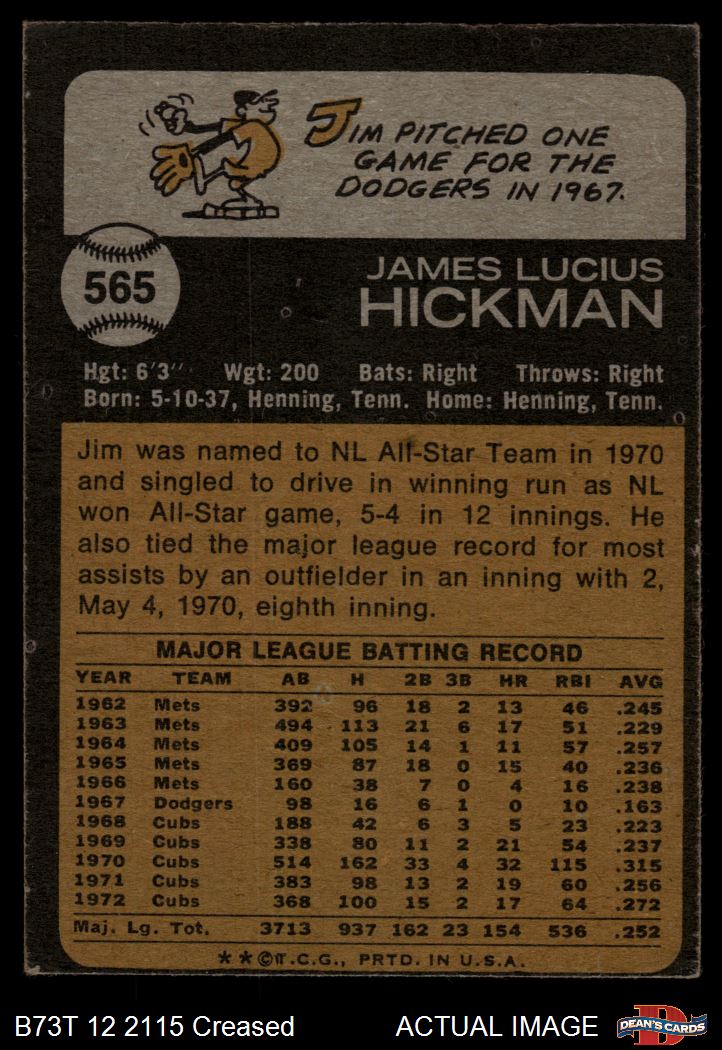 JIM PITCHED ONE
GAME FOR THE
DODGERS IN 1967.
565
JAMES LUCIUS
HICKMAN
Hgt: 6'3" Wgt: 200 Bats: Right Throws: Right
Born: 5-10-37, Henning, Tenn. Home: Henning, Tenn.
Jim was named to NL All-Star Team in 1970
and singled to drive in winning run as NL
won All-Star game, 5-4 in 12 innings. He
also tied the major league record for most
assists by an outfielder in an inning with 2,
May 4, 1970, eighth inning.
MAJOR LEAGUE BATTING RECORD
YEAR TEAM AB H 2B 3B HR RBI AVG
1962 Mets 392 96 18 2 13 46 .245
1963 Mets 494 113 21 6 17 51 .229
1964 Mets 409 105 14 1 11 57 .257
1965 Mets 369 87 18 0 15 40 .236
1966 Mets 160 38 7 0 4 16 .238
1967 Dodgers 98 16 6 1 0 10 .163
1968 Cubs 188 42 6 3 5 23 .223
1969 Cubs 338 80 11 2 21 54 .237
1970 Cubs 514 162 33 4 32 115 .315
1971 Cubs 383 98 13 2 19 60 .256
1972 Cubs 368 100 15 2 17 64 .272
Maj. Lg. Tot. 3713 937 162 23 154 536 .252
**©T.C.G., PRTD. IN U.S.A.
B73T 12 2115 Creased ACTUAL IMAGE
DEAN'S CARDS